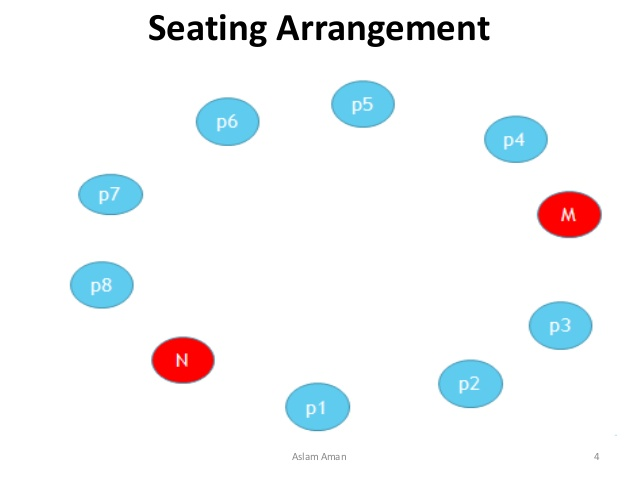 Seating Arrangement
p5
p6
p4
p7
M
p8
p3
N
p2
p1
Aslam Aman
4